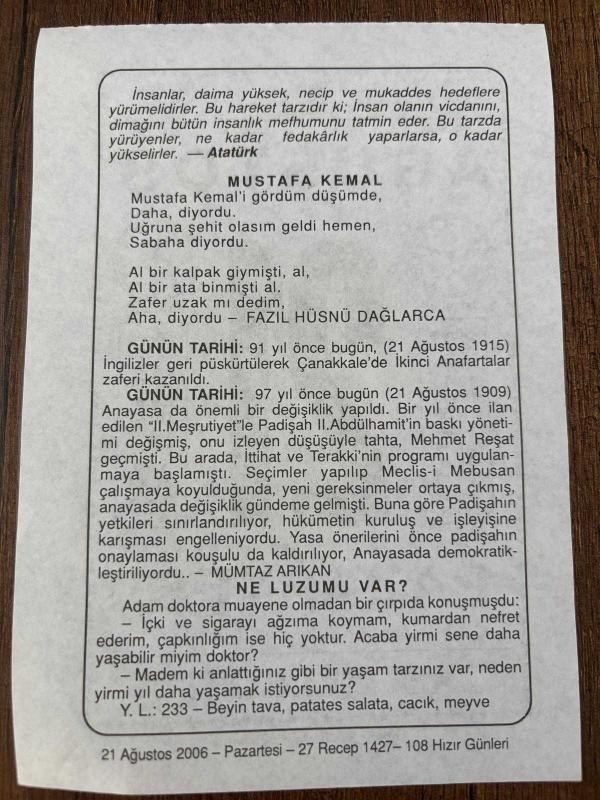 İnsanlar, daima yüksek, necip ve mukaddes hedeflere
yürümelidirler. Bu hareket tarzıdır ki; İnsan olanın vicdanını,
dimağını bütün insanlık mefhumunu tatmin eder. Bu tarzda
yürüyenler, ne kadar fedakârlık yaparlarsa, o kadar
yükselirler. — Atatürk
MUSTAFA KEMAL
Mustafa Kemal'i gördüm düşümde,
Daha, diyordu.
Uğruna şehit olasım geldi hemen,
Sabaha diyordu.
Al bir kalpak giymişti, al,
Al bir ata binmişti al.
Zafer uzak mı dedim,
Aha, diyordu – FAZIL HÜSNÜ DAĞLARCA
GÜNÜN TARİHİ: 91 yıl önce bugün, (21 Ağustos 1915)
İngilizler geri püskürtülerek Çanakkale'de İkinci Anafartalar
zaferi kazanıldı.
GÜNÜN TARİHİ: 97 yıl önce bugün (21 Ağustos 1909)
Anayasa da önemli bir değişiklik yapıldı. Bir yıl önce ilan
edilen "II.Meşrutiyet"le Padişah II.Abdülhamit'in baskı yöneti-
mi değişmiş, onu izleyen düşüşüyle tahta, Mehmet Reşat
geçmişti. Bu arada, İttihat ve Terakki'nin programı uygulan-
maya başlamıştı. Seçimler yapılıp Meclis-i Mebusan
çalışmaya koyulduğunda, yeni gereksinmeler ortaya çıkmış,
anayasada değişiklik gündeme gelmişti. Buna göre Padişahın
yetkileri sınırlandırılıyor, hükümetin kuruluş ve işleyişine
karışması engelleniyordu. Yasa önerilerini önce padişahın
onaylaması kouşulu da kaldırılıyor, Anayasada demokratik-
leştiriliyordu.. – MÜMTAZ ARIKAN
NE LUZUMU VAR?
Adam doktora muayene olmadan bir çırpıda konuşmuşdu:
– İçki ve sigarayı ağzıma koymam, kumardan nefret
ederim, çapkınlığım ise hiç yoktur. Acaba yirmi sene daha
yaşabilir miyim doktor?
– Madem ki anlattığınız gibi bir yaşam tarzınız var, neden
yirmi yıl daha yaşamak istiyorsunuz?
Y. L.: 233 – Beyin tava, patates salata, cacık, meyve
21 Ağustos 2006 – Pazartesi – 27 Recep 1427– 108 Hızır Günleri